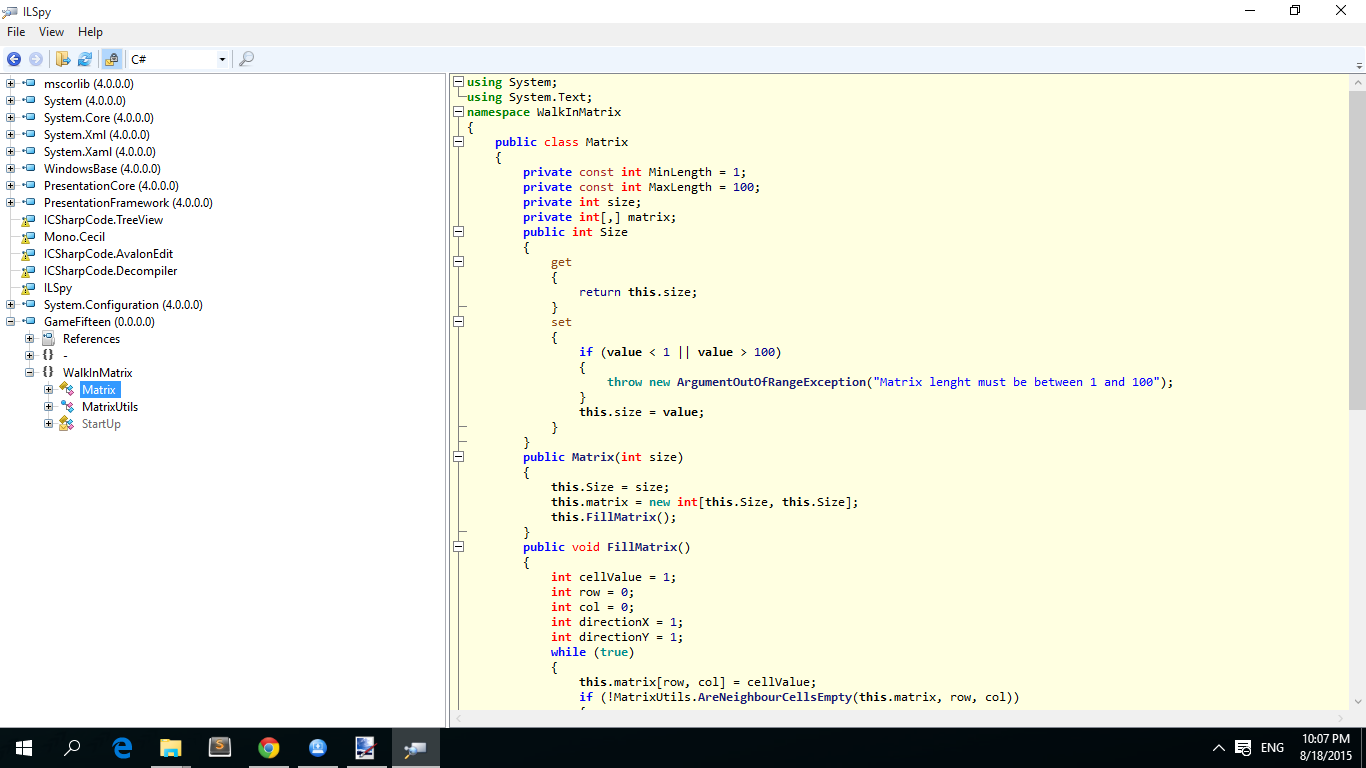 ILSpy
File View Help
C#
mscorlib (4.0.0.0)
System (4.0.0.0)
System.Core (4.0.0.0)
System.Xml (4.0.0.0)
System.Xaml (4.0.0.0)
WindowsBase (4.0.0.0)
PresentationCore (4.0.0.0)
PresentationFramework (4.0.0.0)
ICSharpCode.TreeView
Mono.Cecil
ICSharpCode.AvalonEdit
ICSharpCode.Decompiler
ILSpy
System.Configuration (4.0.0.0)
GameFifteen (0.0.0.0)
References
{} -
{} WalkInMatrix
Matrix
MatrixUtils
StartUp
using System;
using System.Text;
namespace WalkInMatrix
{
public class Matrix
{
private const int MinLength = 1;
private const int MaxLength = 100;
private int size;
private int[,] matrix;
public int Size
{
get
{
return this.size;
}
set
{
if (value < 1 || value > 100)
{
throw new ArgumentOutOfRangeException("Matrix lenght must be between 1 and 100");
}
this.size = value;
}
}
public Matrix(int size)
{
this.Size = size;
this.matrix = new int[this.Size, this.Size];
this.FillMatrix();
}
public void FillMatrix()
{
int cellValue = 1;
int row = 0;
int col = 0;
int directionX = 1;
int directionY = 1;
while (true)
{
this.matrix[row, col] = cellValue;
if (!MatrixUtils.AreNeighbourCellsEmpty(this.matrix, row, col))
{
ENG
10:07 PM
8/18/2015